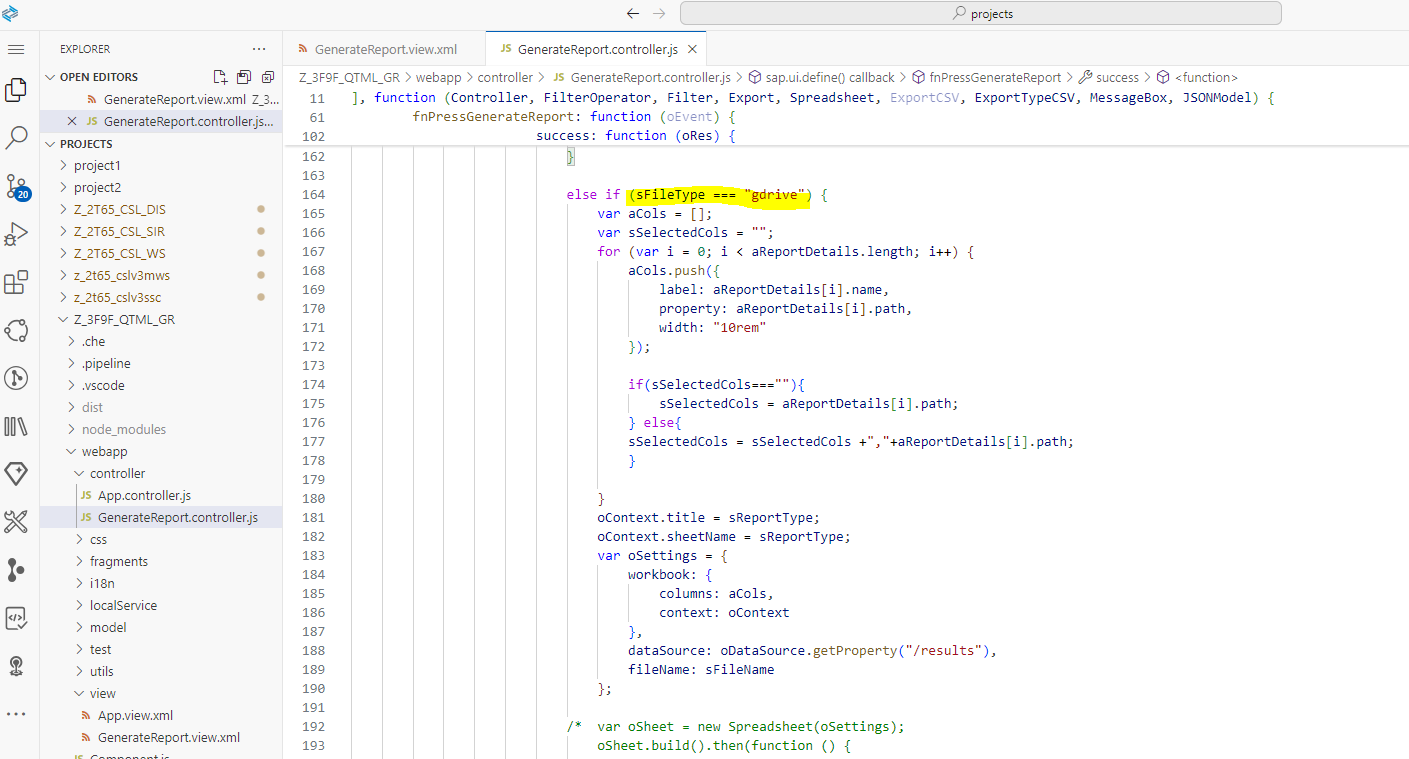 projects
EXPLORER
OPEN EDITORS
GenerateReport.view.xml Z_3...
JS GenerateReport.controller.js...
PROJECTS
project1
project2
Z_2T65_CSL_DIS
Z_2T65_CSL_SIR
Z_2T65_CSL_WS
z_2t65_cslv3mws
z_2t65_cslv3ssc
Z_3F9F_QTML_GR
.che
.pipeline
.vscode
dist
node_modules
webapp
controller
JS App.controller.js
JS GenerateReport.controller.js
css
fragments
i18n
localService
model
test
utils
view
App.view.xml
GenerateReport.view.xml
JS Component.js
20
GenerateReport.view.xml
JS GenerateReport.controller.js
Z_3F9F_QTML_GR > webapp > controller > JS GenerateReport.controller.js > sap.ui.define() callback > fnPressGenerateReport > success > <function>
11 ], function (Controller, FilterOperator, Filter, Export, Spreadsheet, ExportCSV, ExportTypeCSV, MessageBox, JSONModel) {
61 fnPressGenerateReport: function (oEvent) {
102 success: function (oRes) {
162 }
163
164 else if (sFileType === "gdrive") {
165 var aCols = [];
166 var sSelectedCols = "";
167 for (var i = 0; i < aReportDetails.length; i++) {
168 aCols.push({
169 label: aReportDetails[i].name,
170 property: aReportDetails[i].path,
171 width: "10rem"
172 });
173
174 if(sSelectedCols===""){
175 sSelectedCols = aReportDetails[i].path;
176 } else{
177 sSelectedCols = sSelectedCols +","+aReportDetails[i].path;
178 }
179
180 }
181 oContext.title = sReportType;
182 oContext.sheetName = sReportType;
183 var oSettings = {
184 workbook: {
185 columns: aCols,
186 context: oContext
187 },
188 dataSource: oDataSource.getProperty("/results"),
189 fileName: sFileName
190 };
191
192 /* var oSheet = new Spreadsheet(oSettings);
193 oSheet.build().then(function () {